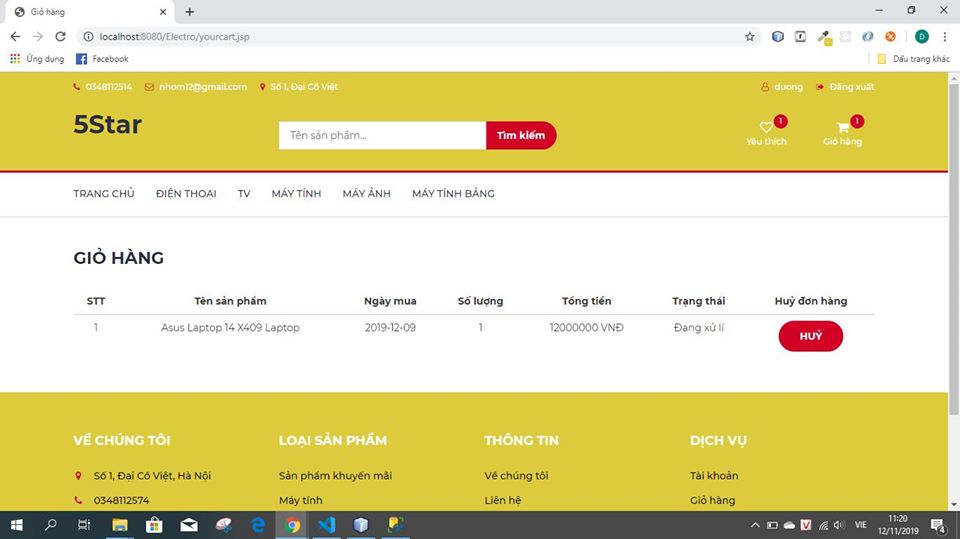 Giỏ hàng
localhost:8080/Electro/yourcart.jsp
D
Ứng dụng Facebook Dấu trang khác
0348112514 nhom12@gmail.com Số 1, Đại Cồ Việt duong Đăng xuất
5Star
Tên sản phẩm... Tìm kiếm
1 1
Yêu thích Giỏ hàng
TRANG CHỦ ĐIỆN THOẠI TV MÁY TÍNH MÁY ẢNH MÁY TÍNH BẢNG
GIỎ HÀNG
STT Tên sản phẩm Ngày mua Số lượng Tổng tiền Trạng thái Huỷ đơn hàng
1 Asus Laptop 14 X409 Laptop 2019-12-09 1 12000000 VNĐ Đang xử lí HUỶ
VỀ CHÚNG TÔI LOẠI SẢN PHẨM THÔNG TIN DỊCH VỤ
Số 1, Đại Cồ Việt, Hà Nội Sản phẩm khuyến mãi Về chúng tôi Tài khoản
0348112574 Máy tính Liên hệ Giỏ hàng
VIE 11:20
12/11/2019 4